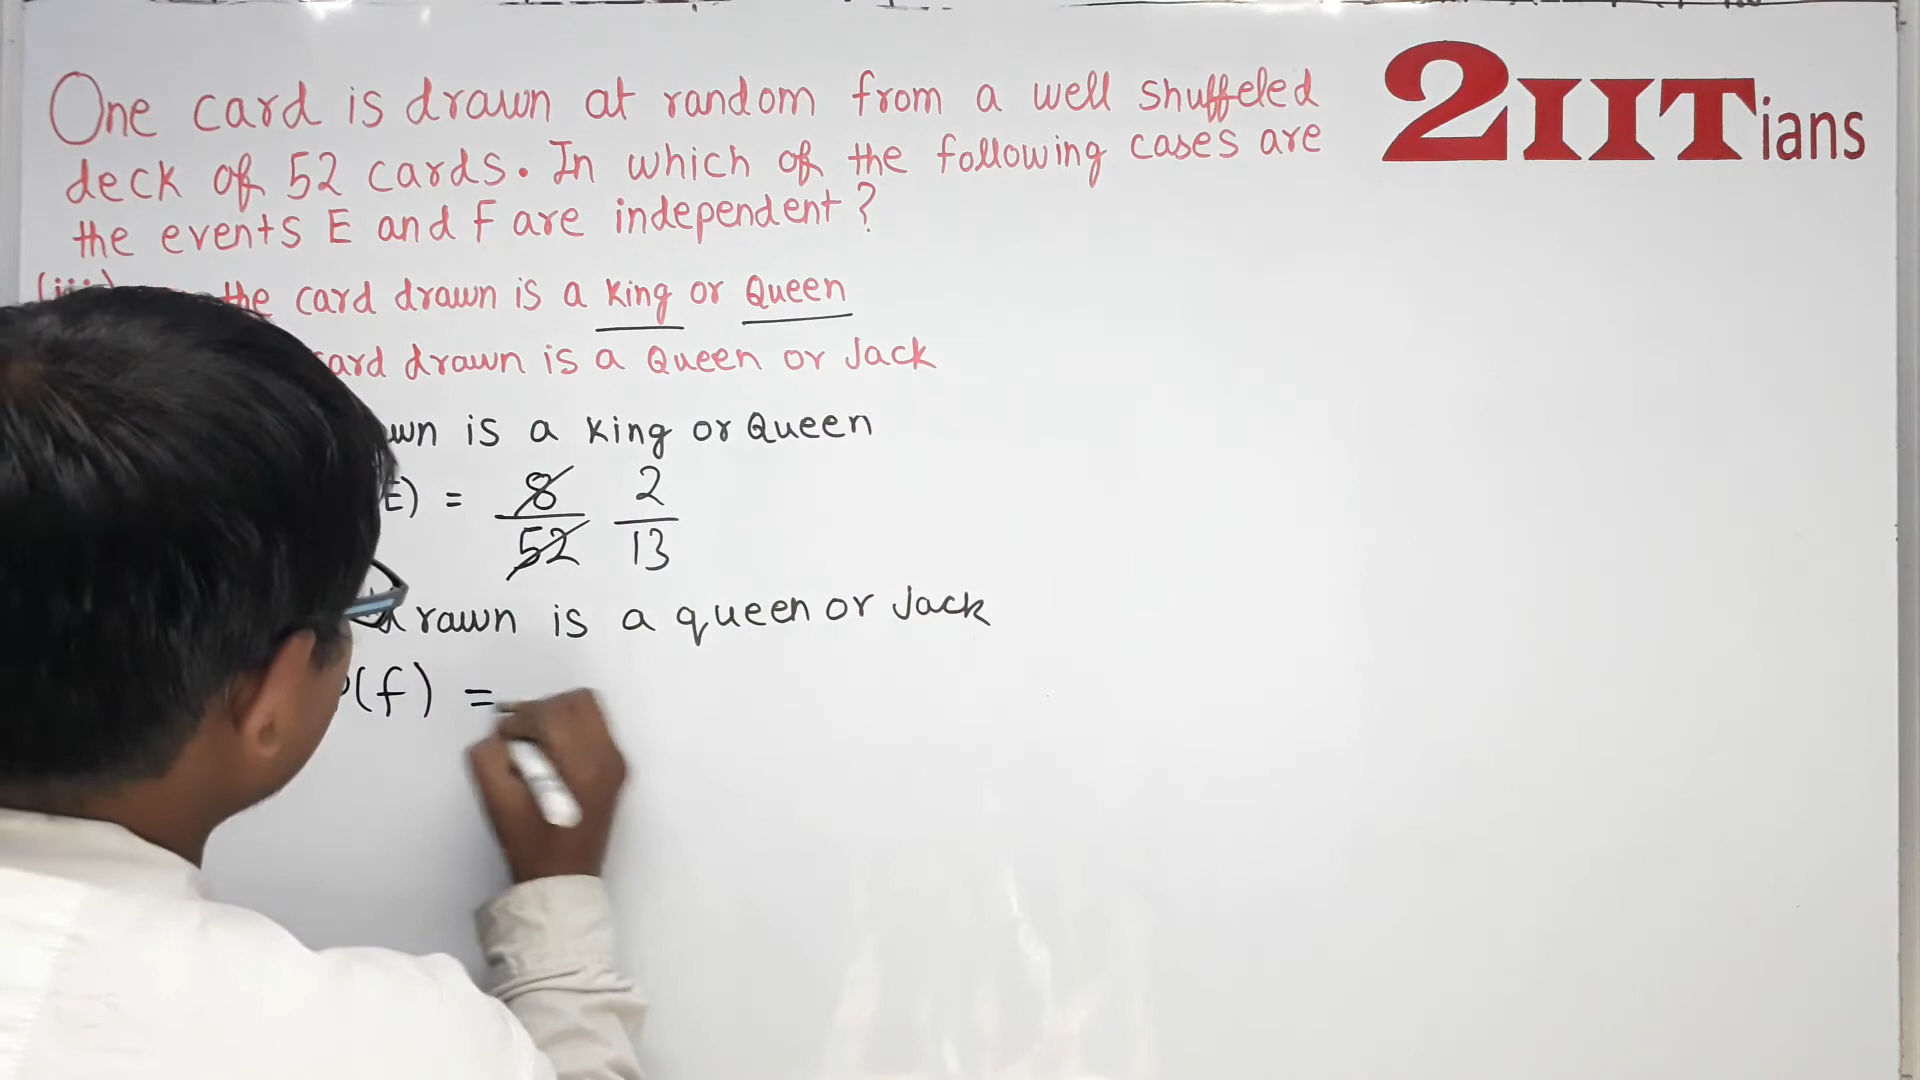 One card is drawn at random from a well shuffeled
deck of 52 cards. In which of the following cases are
the events E and F are independent?
(iii) the card drawn is a King or Queen
card drawn is a Queen or Jack
wn is a King or Queen
E) = 8/52 2/13
drawn is a queen or Jack
P(f) =
2IITians